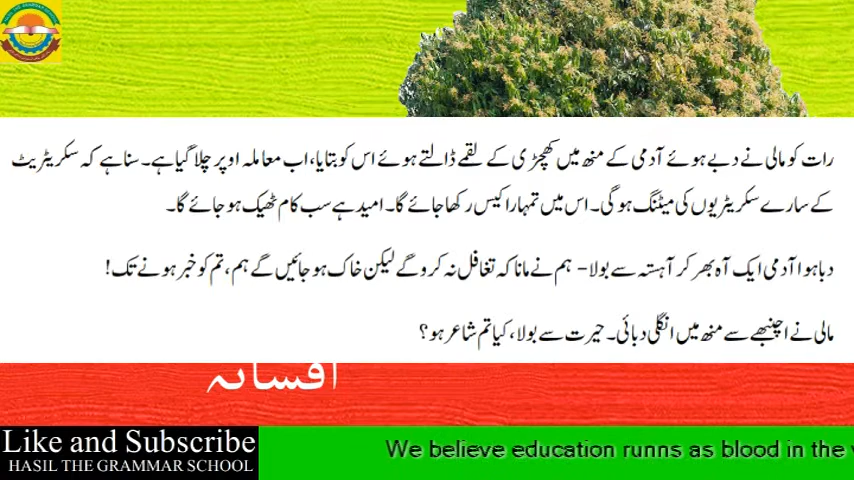 رات کو مالی نے دبے ہوئے آدمی کے منھ میں کھچڑی کے لقمے ڈالتے ہوئے اس کو بتایا، اب معاملہ اوپر چلا گیا ہے۔ سنا ہے کہ سکریٹریٹ
کے سارے سکریٹریوں کی میٹنگ ہوگی۔ اس میں تمہارا کیس رکھا جائے گا۔ امید ہے سب کام ٹھیک ہو جائے گا۔
دبا ہوا آدمی ایک آہ بھر کر آہستہ سے بولا- ہم نے مانا کہ تغافل نہ کرو گے لیکن خاک ہو جائیں گے ہم، تم کو خبر ہونے تک!
مالی نے اچنبھے سے منھ میں انگلی دبائی۔ حیرت سے بولا، کیا تم شاعر ہو؟
افسانہ
Like and Subscribe
HASIL THE GRAMMAR SCHOOL
We believe education runns as blood in the